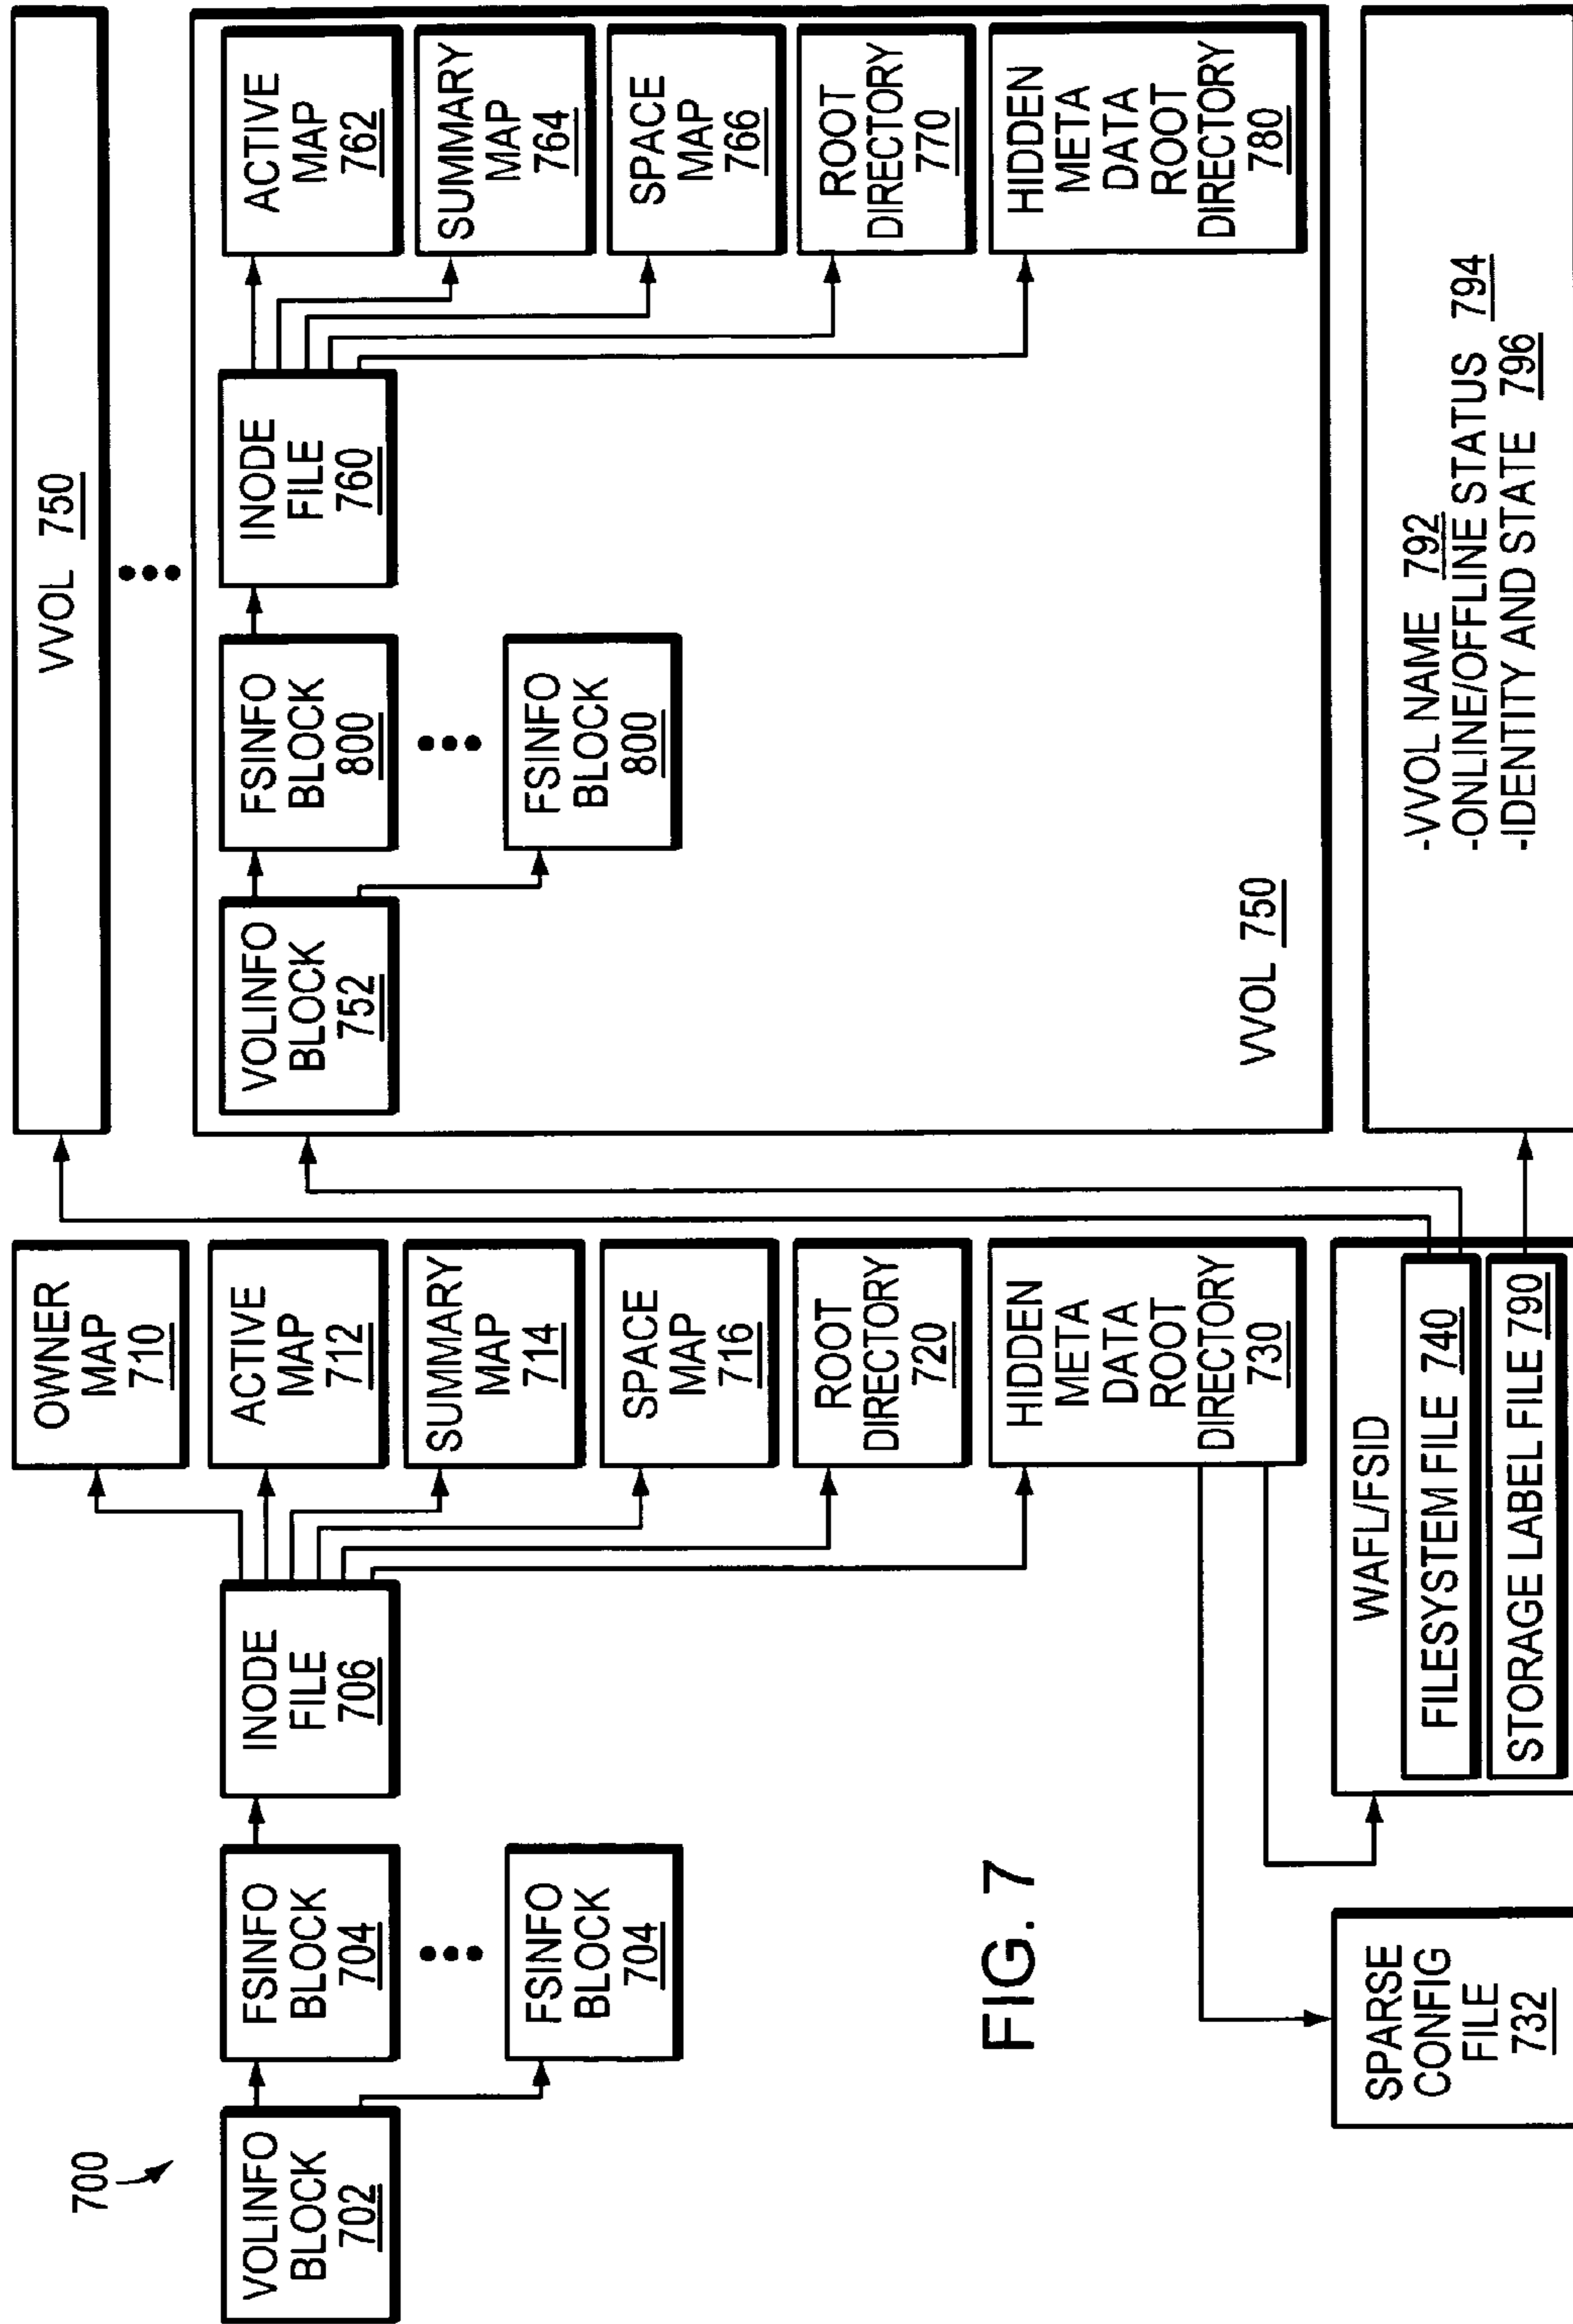 700
VOLINFO
BLOCK
702
FSINFO
BLOCK
704
FSINFO
BLOCK
704
INODE
FILE
706
OWNER
MAP
710
ACTIVE
MAP
712
SUMMARY
MAP
714
SPACE
MAP
716
ROOT
DIRECTORY
720
HIDDEN
META
DATA
ROOT
DIRECTORY
730
SPARSE
CONFIG
FILE
732
WAFL/FSID
FILESYSTEM FILE 740
STORAGE LABEL FILE 790
FIG. 7
VVOL 750
VOLINFO
BLOCK
752
FSINFO
BLOCK
800
FSINFO
BLOCK
800
INODE
FILE
760
ACTIVE
MAP
762
SUMMARY
MAP
764
SPACE
MAP
766
ROOT
DIRECTORY
770
HIDDEN
META
DATA
ROOT
DIRECTORY
780
VVOL 750
-VVOL NAME 792
-ONLINE/OFFLINE STATUS 794
-IDENTITY AND STATE 796